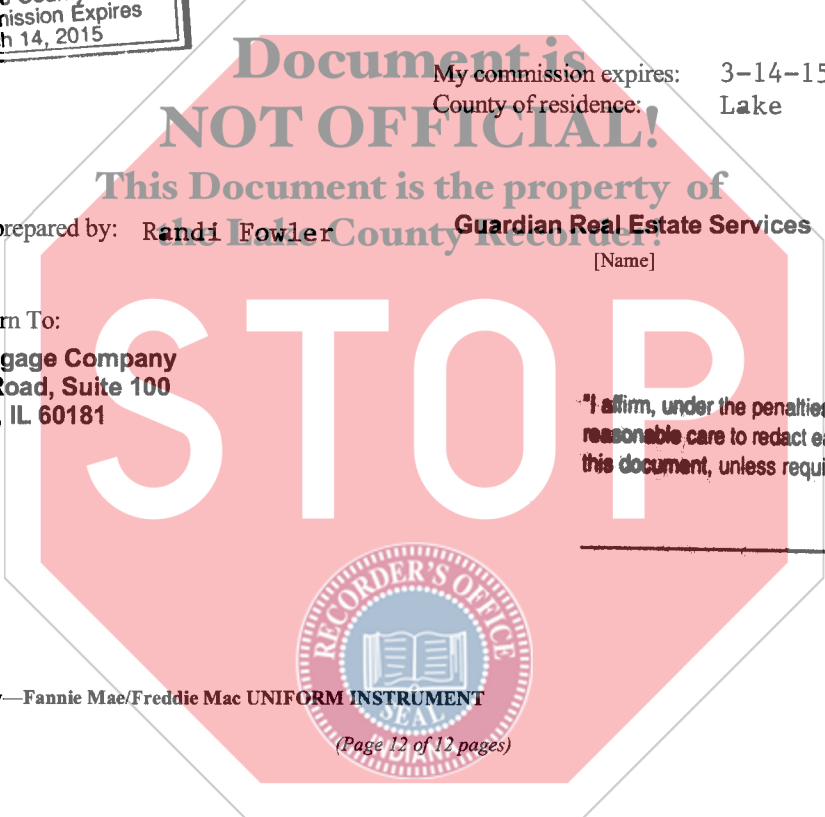 mission Expires
h 14, 2015
Document is
My commission expires: 3-14-15
County of residence: Lake
NOT OFFICIAL!
This Document is the property of
the Lake County Recorder!
prepared by: Randi Fowler
Guardian Real Estate Services
[Name]
rn To:
gage Company
Road, Suite 100
, IL 60181
STOP
"I affirm, under the penalties
reasonable care to redact ea
this document, unless requi
RECORDER'S OFFICE
SEAL
INDIANA
—Fannie Mae/Freddie Mac UNIFORM INSTRUMENT
(Page 12 of 12 pages)